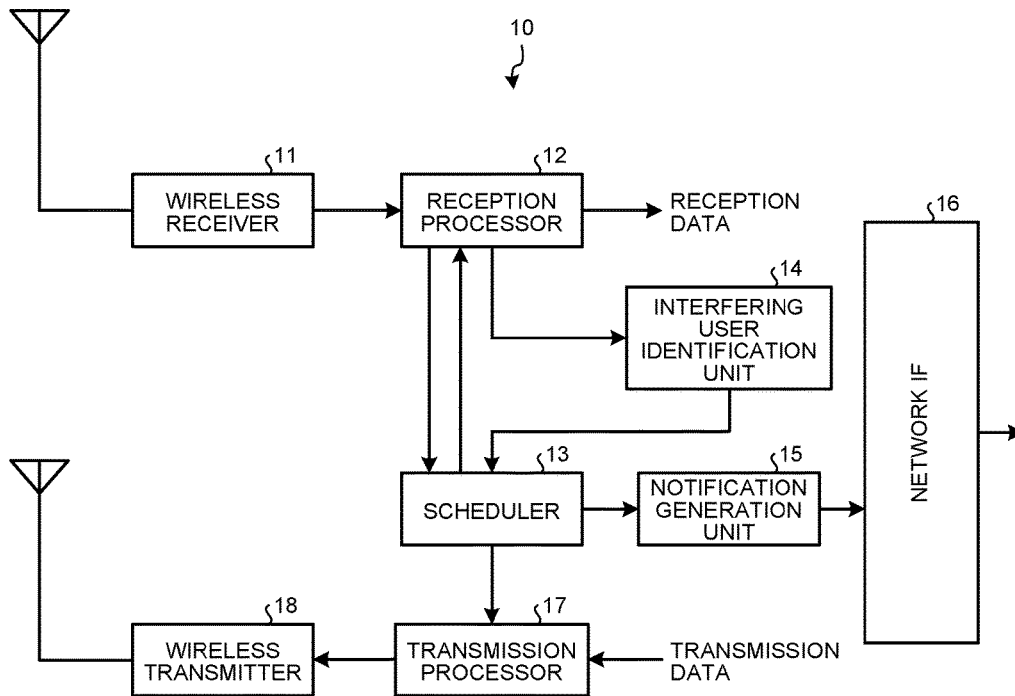 10
11
WIRELESS
RECEIVER
12
RECEPTION
PROCESSOR
RECEPTION
DATA
16
NETWORK IF
14
INTERFERING
USER
IDENTIFICATION
UNIT
13
SCHEDULER
15
NOTIFICATION
GENERATION
UNIT
18
WIRELESS
TRANSMITTER
17
TRANSMISSION
PROCESSOR
TRANSMISSION
DATA